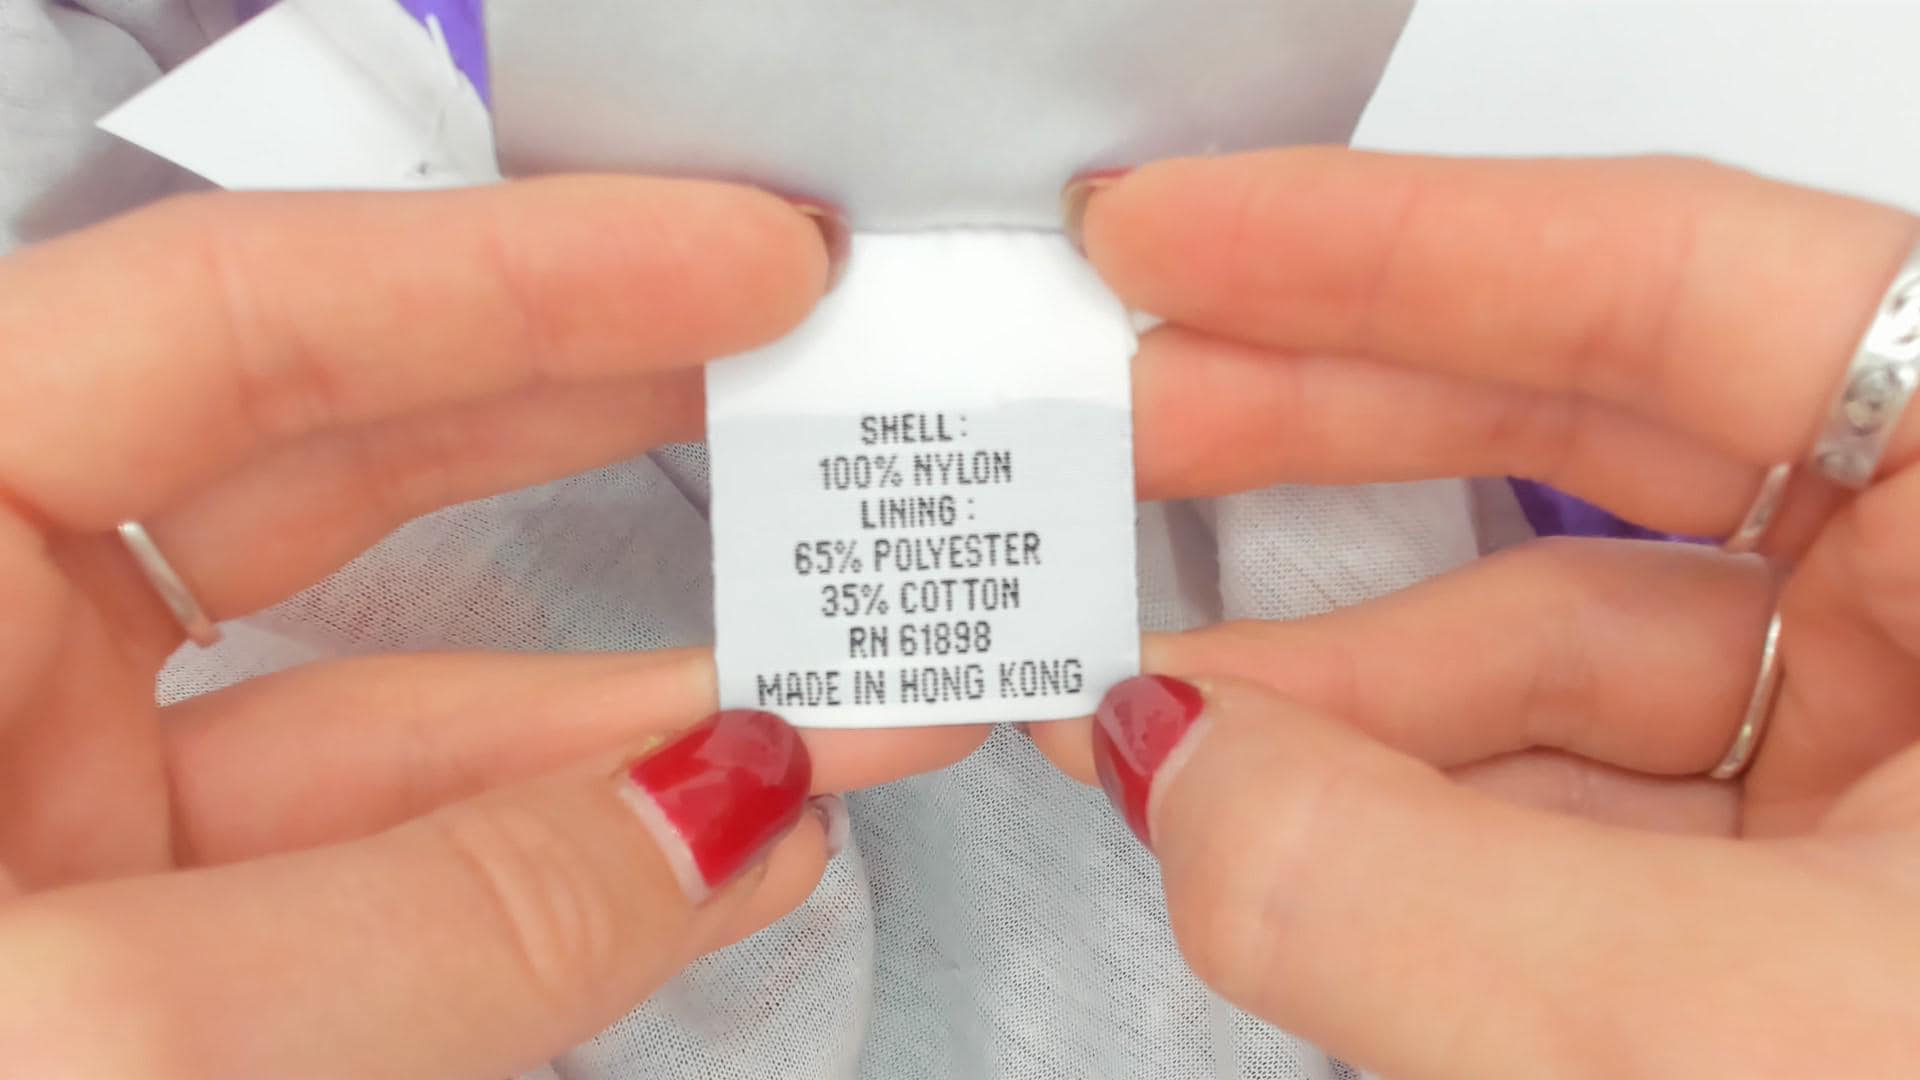 SHELL:
100% NYLON
LINING:
65% POLYESTER
35% COTTON
RN 61898
MADE IN HONG KONG